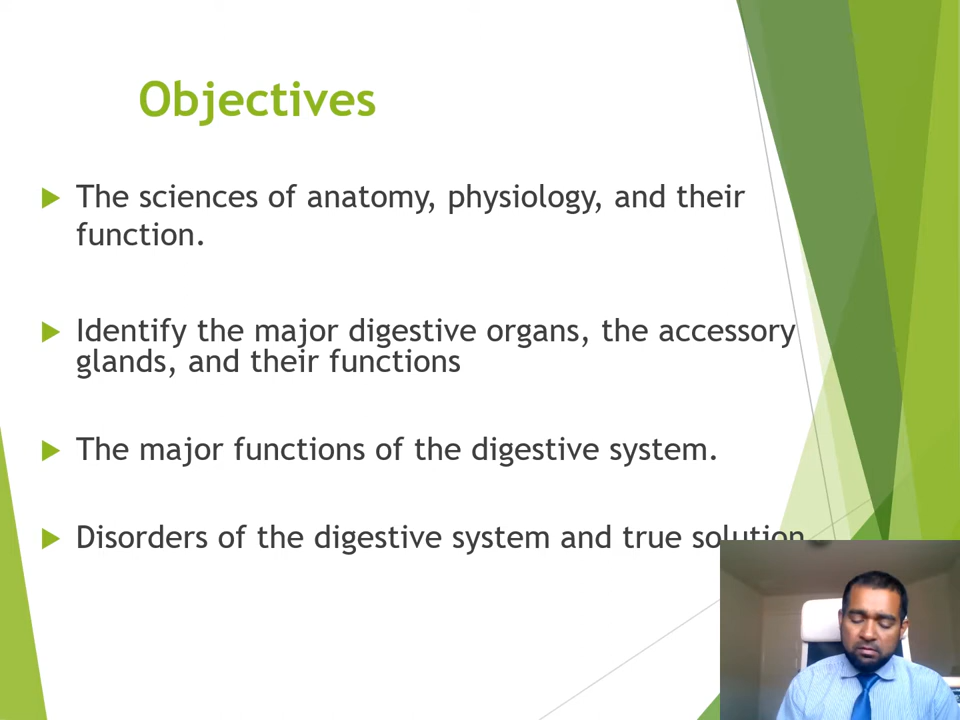 Objectives
The sciences of anatomy, physiology, and their
function.
Identify the major digestive organs, the accessory
glands, and their functions
The major functions of the digestive system.
Disorders of the digestive system and true solution